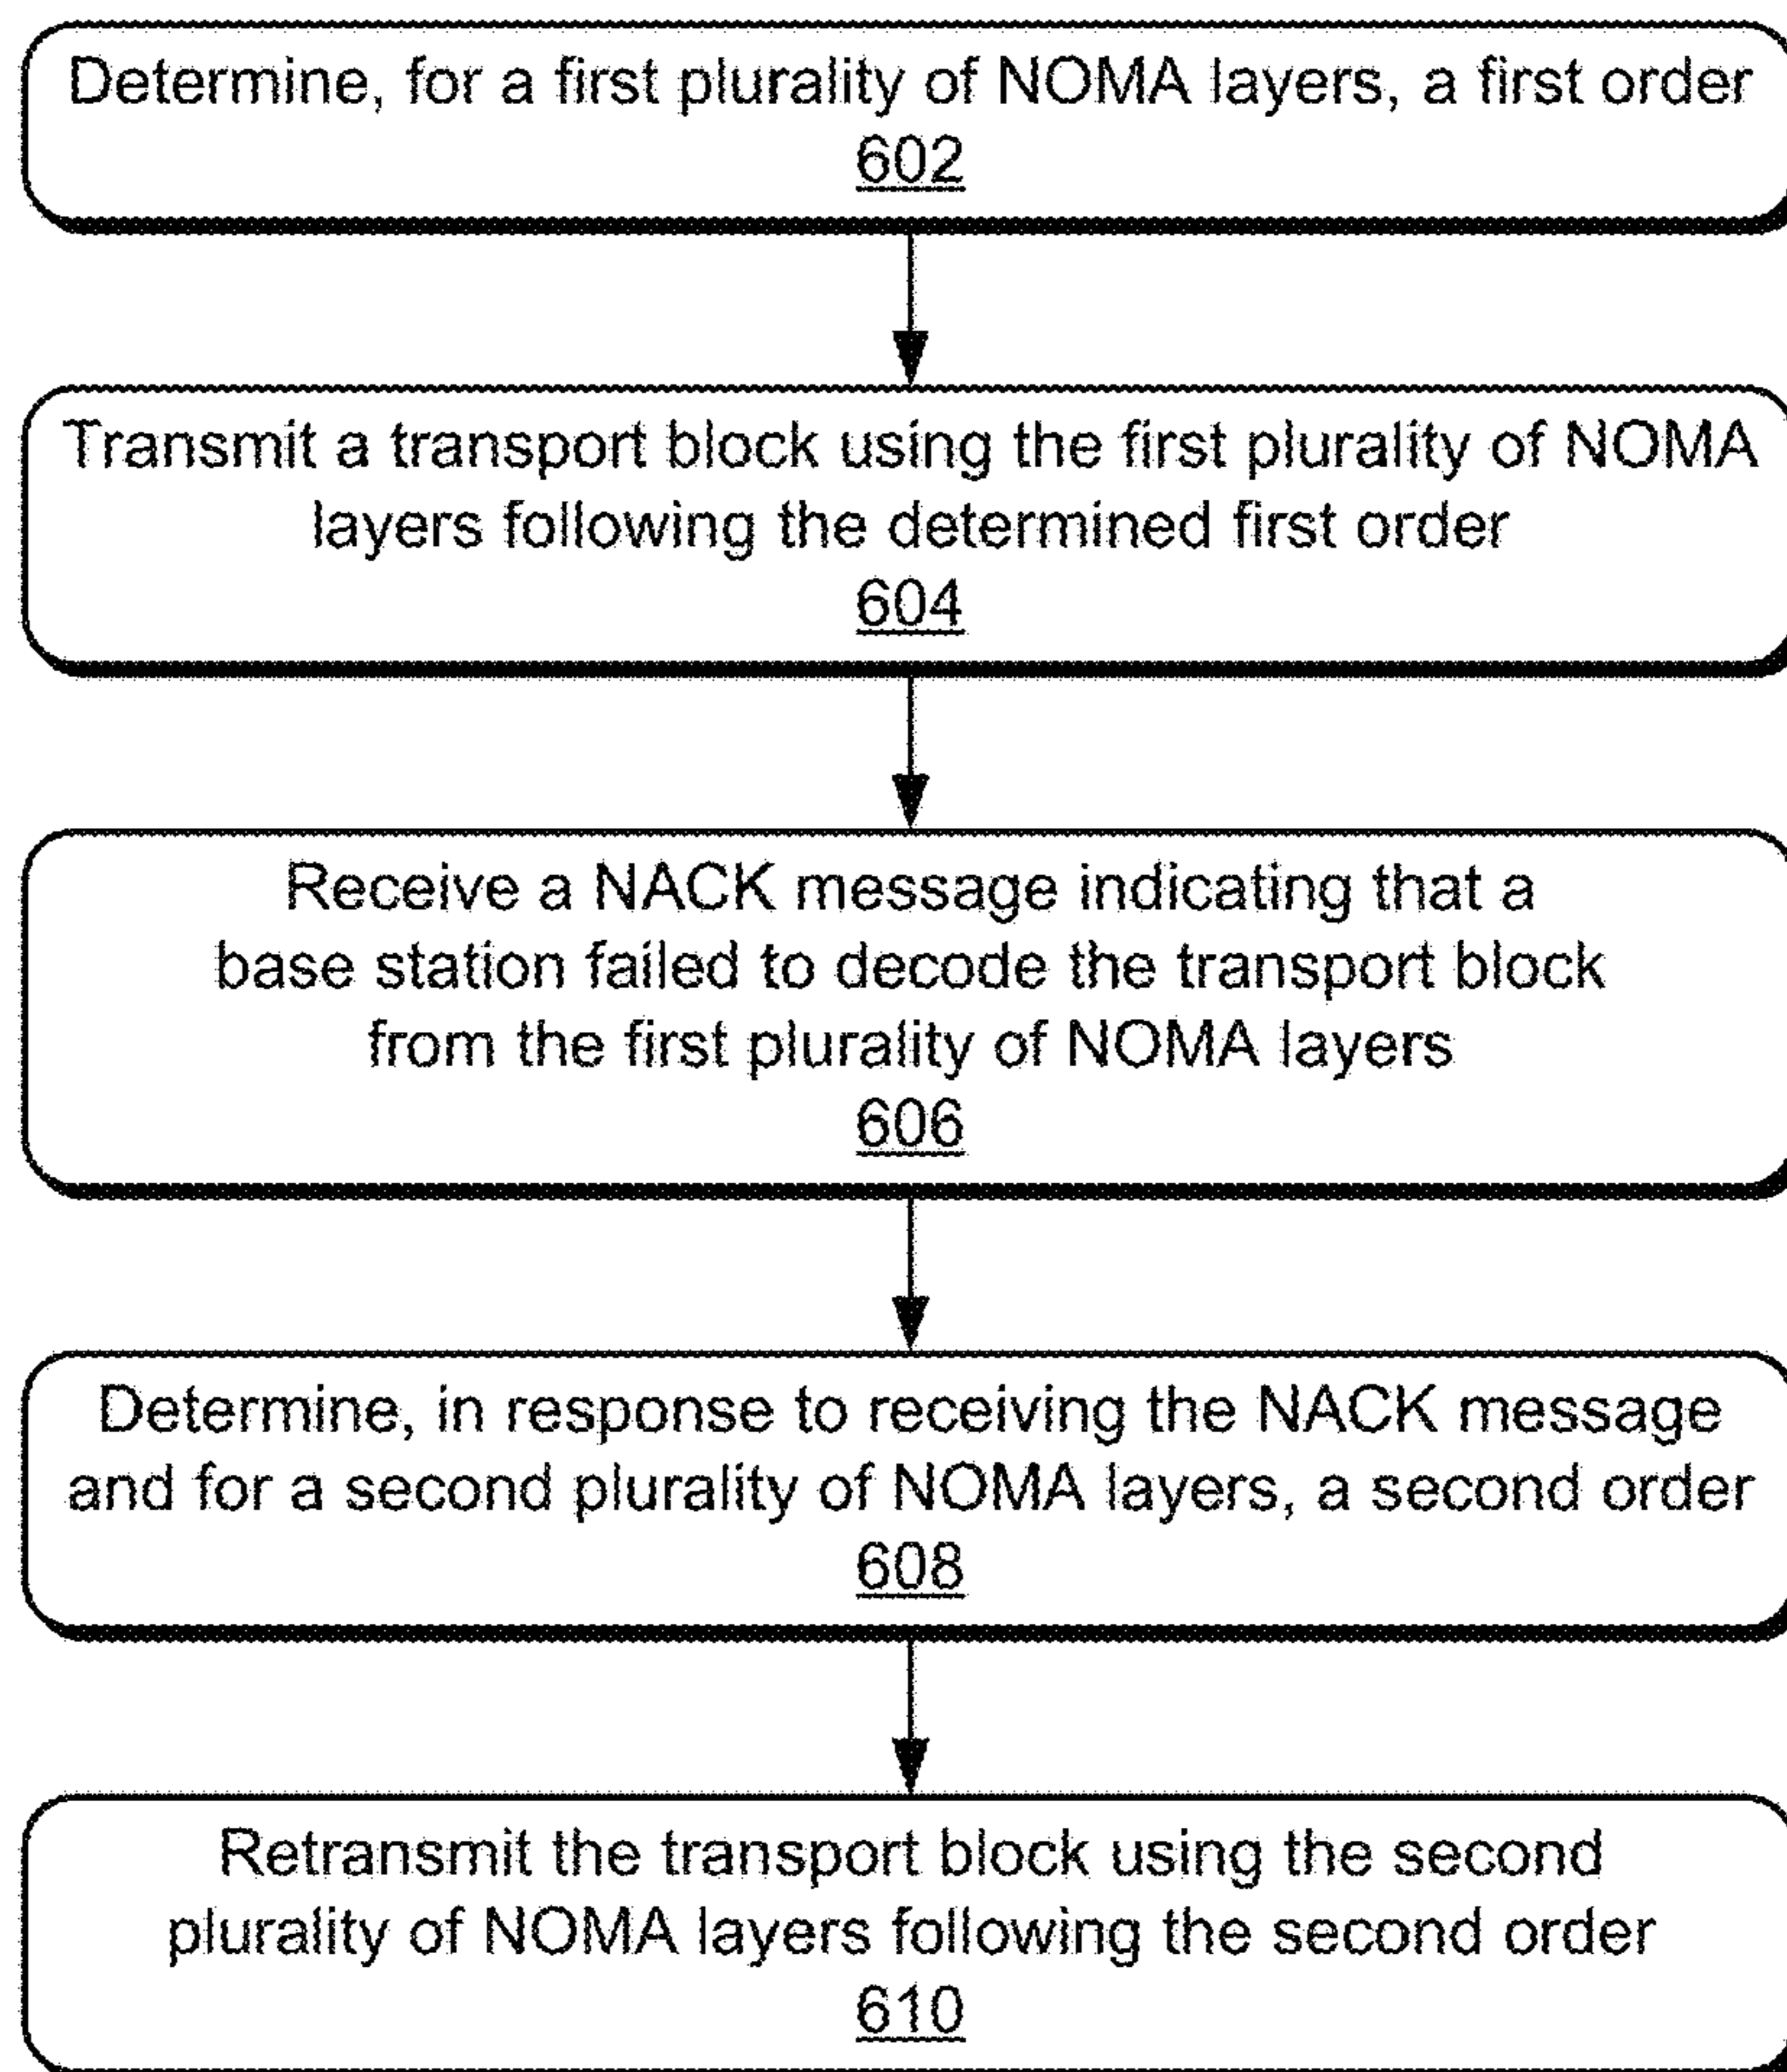 Determine, for a first plurality of NOMA layers, a first order
602
Transmit a transport block using the first plurality of NOMA
layers following the determined first order
604
Receive a NACK message indicating that a
base station failed to decode the transport block
from the first plurality of NOMA layers
606
Determine, in response to receiving the NACK message
and for a second plurality of NOMA layers, a second order
608
Retransmit the transport block using the second
plurality of NOMA layers following the second order
610